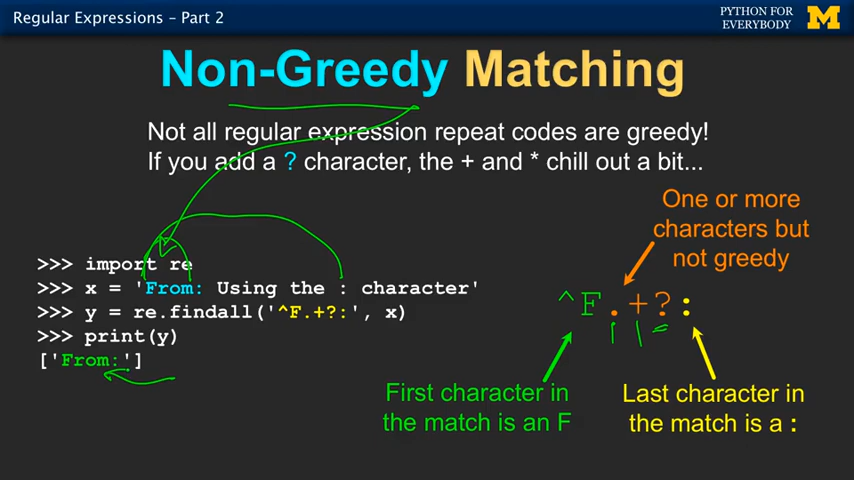 Regular Expressions – Part 2
PYTHON FOR
EVERYBODY
M
Non-Greedy Matching
Not all regular expression repeat codes are greedy!
If you add a ? character, the + and * chill out a bit...
One or more
characters but
not greedy
>>> import re
>>> x = 'From: Using the : character'
>>> y = re.findall('^F.+?:', x)
>>> print(y)
['From:']
^F.+?:
First character in
the match is an F
Last character in
the match is a :